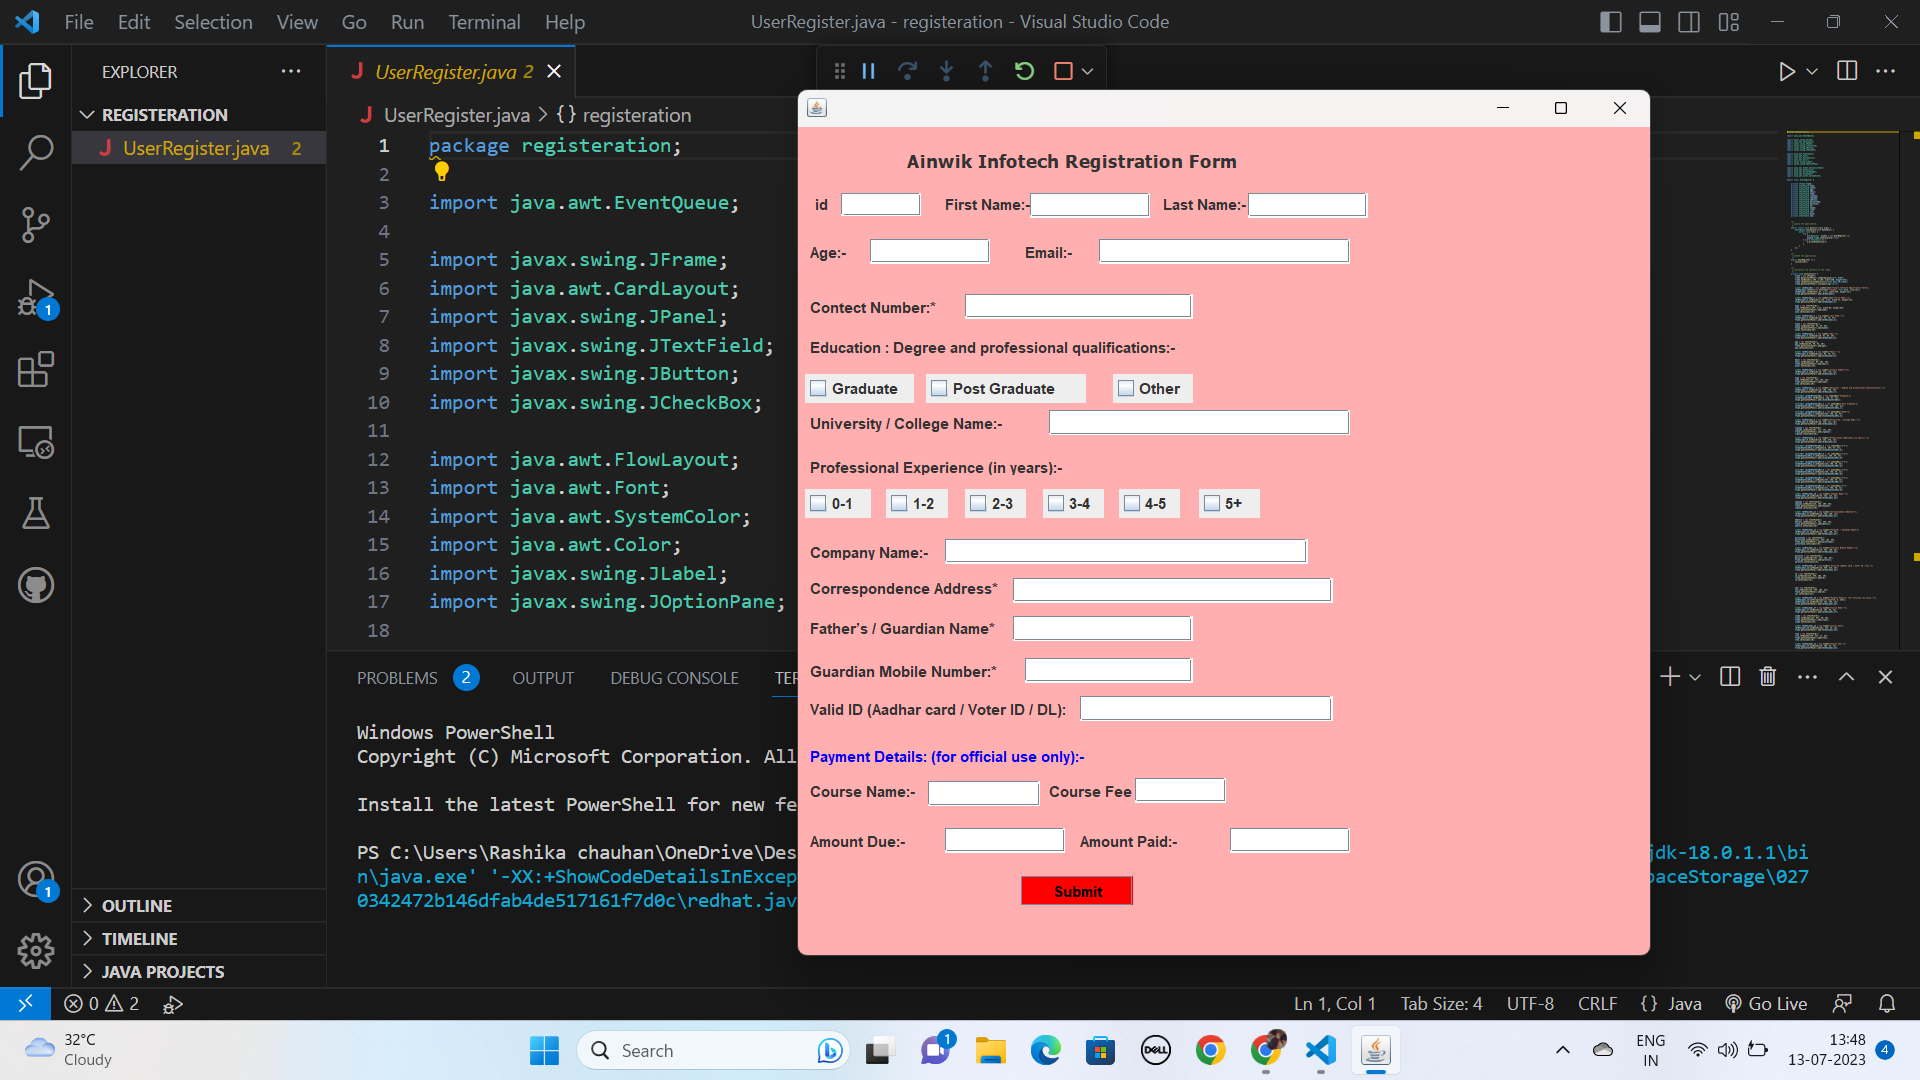 File Edit Selection View Go Run Terminal Help
UserRegister.java - registeration - Visual Studio Code
EXPLORER
REGISTERATION
UserRegister.java 2
OUTLINE
TIMELINE
JAVA PROJECTS
1
1
UserRegister.java 2
UserRegister.java > {} registeration
1 package registeration;
2
3 import java.awt.EventQueue;
4
5 import javax.swing.JFrame;
6 import java.awt.CardLayout;
7 import javax.swing.JPanel;
8 import javax.swing.JTextField;
9 import javax.swing.JButton;
10 import javax.swing.JCheckBox;
11
12 import java.awt.FlowLayout;
13 import java.awt.Font;
14 import java.awt.SystemColor;
15 import java.awt.Color;
16 import javax.swing.JLabel;
17 import javax.swing.JOptionPane;
18
PROBLEMS 2 OUTPUT DEBUG CONSOLE TER
Windows PowerShell
Copyright (C) Microsoft Corporation. All
Install the latest PowerShell for new fe
PS C:\Users\Rashika chauhan\OneDrive\Des jdk-18.0.1.1\bi
n\java.exe' '-XX:+ShowCodeDetailsInExcep paceStorage\027
0342472b146dfab4de517161f7d0c\redhat.jav
Ainwik Infotech Registration Form
id First Name:- Last Name:-
Age:- Email:-
Contect Number:*
Education : Degree and professional qualifications:-
Graduate Post Graduate Other
University / College Name:-
Professional Experience (in years):-
0-1 1-2 2-3 3-4 4-5 5+
Company Name:-
Correspondence Address*
Father's / Guardian Name*
Guardian Mobile Number:*
Valid ID (Aadhar card / Voter ID / DL):
Payment Details: (for official use only):-
Course Name:- Course Fee
Amount Due:- Amount Paid:-
Submit
0 2
Ln 1, Col 1 Tab Size: 4 UTF-8 CRLF {} Java Go Live
32°C
Cloudy
Search
1
DELL
ENG
IN
13:48
13-07-2023
4